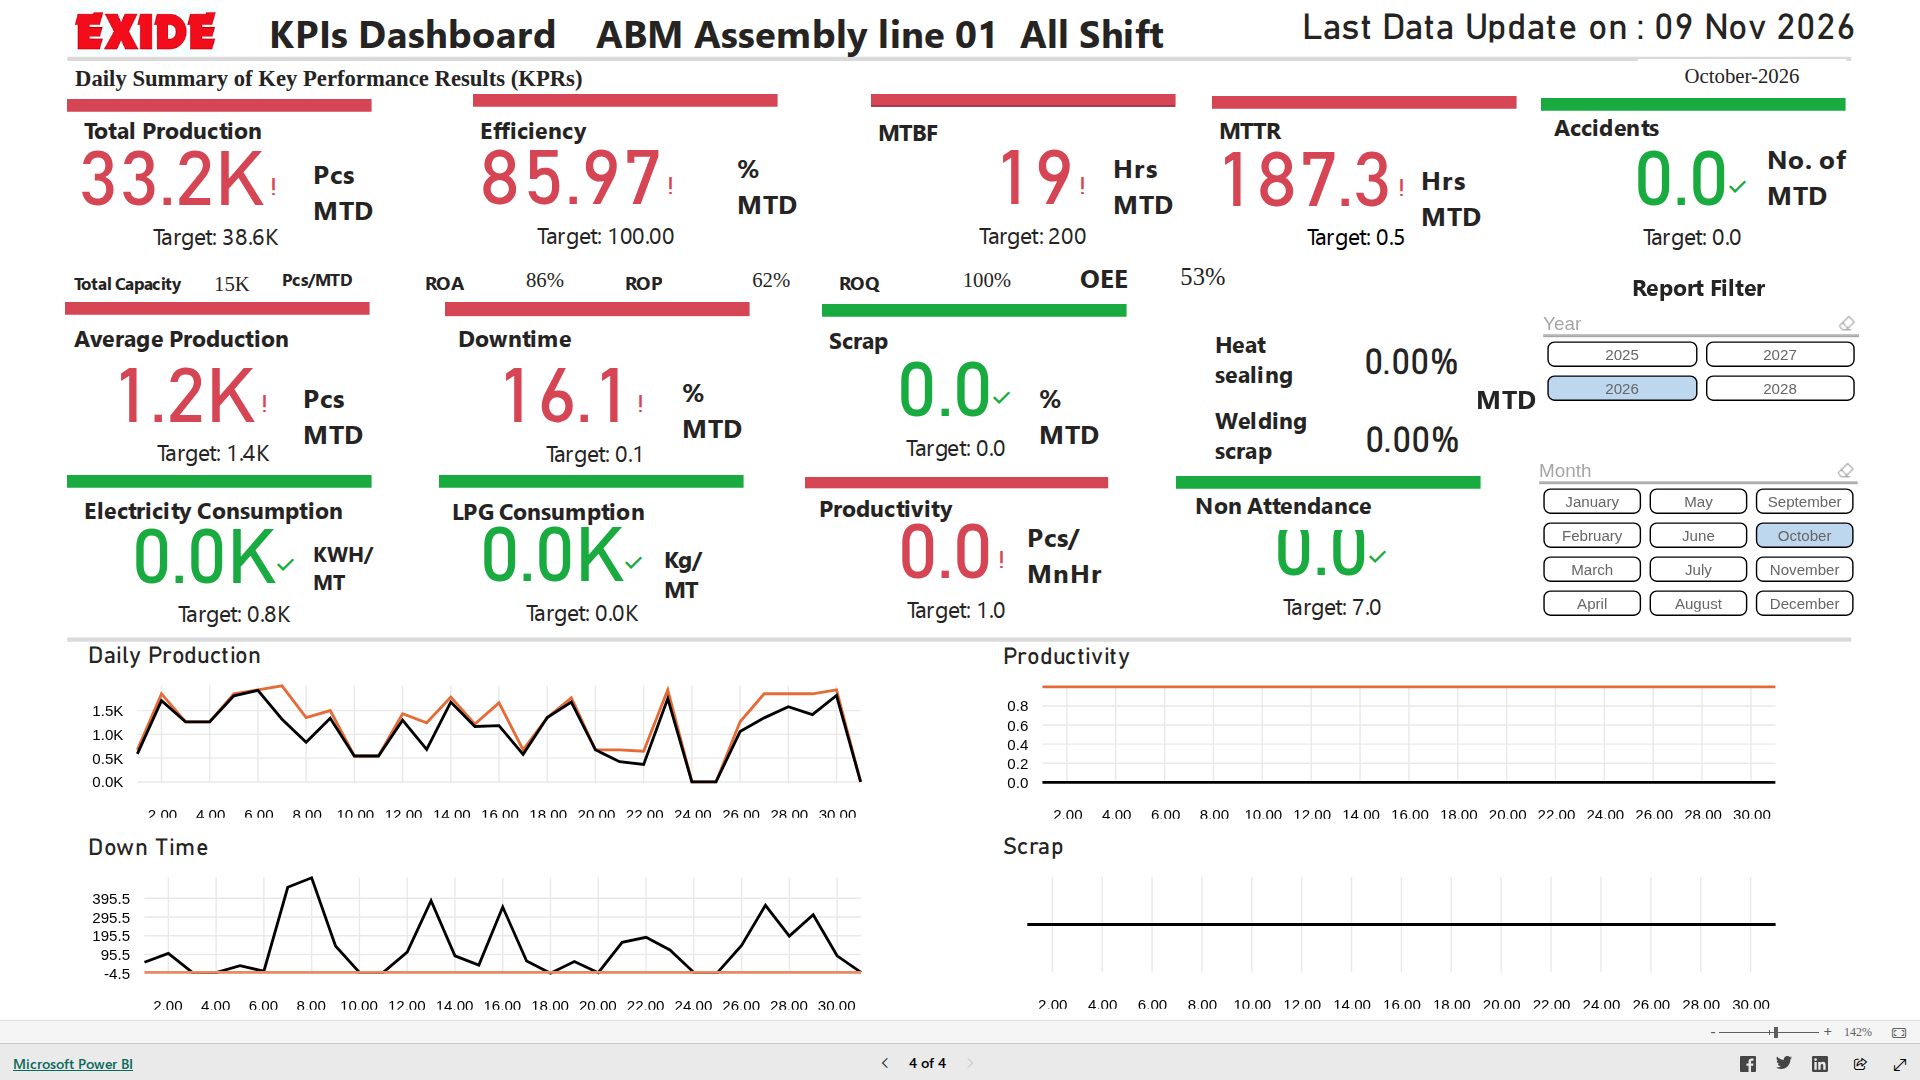 EXIDE KPIs Dashboard ABM Assembly line 01 All Shift Last Data Update on : 09 Nov 2026
Daily Summary of Key Performance Results (KPRs) October-2026
Total Production
33.2K!
Pcs
MTD
Target: 38.6K
Efficiency
85.97!
%
MTD
Target: 100.00
MTBF
19!
Hrs
MTD
Target: 200
MTTR
187.3!
Hrs
MTD
Target: 0.5
Accidents
0.0
No. of
MTD
Target: 0.0
Total Capacity 15K Pcs/MTD ROA 86% ROP 62% ROQ 100% OEE 53%
Average Production
1.2K!
Pcs
MTD
Target: 1.4K
Downtime
16.1!
%
MTD
Target: 0.1
Scrap
0.0
%
MTD
Target: 0.0
Heat
sealing
0.00%
Welding
scrap
0.00%
MTD
Report Filter
Year
2025 2027
2026 2028
Month
January May September
February June October
March July November
April August December
Electricity Consumption
0.0K
KWH/
MT
Target: 0.8K
LPG Consumption
0.0K
Kg/
MT
Target: 0.0K
Productivity
0.0!
Pcs/
MnHr
Target: 1.0
Non Attendance
0.0
Target: 7.0
Daily Production
1.5K
1.0K
0.5K
0.0K
2.00 4.00 6.00 8.00 10.00 12.00 14.00 16.00 18.00 20.00 22.00 24.00 26.00 28.00 30.00
Productivity
0.8
0.6
0.4
0.2
0.0
2.00 4.00 6.00 8.00 10.00 12.00 14.00 16.00 18.00 20.00 22.00 24.00 26.00 28.00 30.00
Down Time
395.5
295.5
195.5
95.5
-4.5
2.00 4.00 6.00 8.00 10.00 12.00 14.00 16.00 18.00 20.00 22.00 24.00 26.00 28.00 30.00
Scrap
2.00 4.00 6.00 8.00 10.00 12.00 14.00 16.00 18.00 20.00 22.00 24.00 26.00 28.00 30.00
- + 142%
Microsoft Power BI
4 of 4